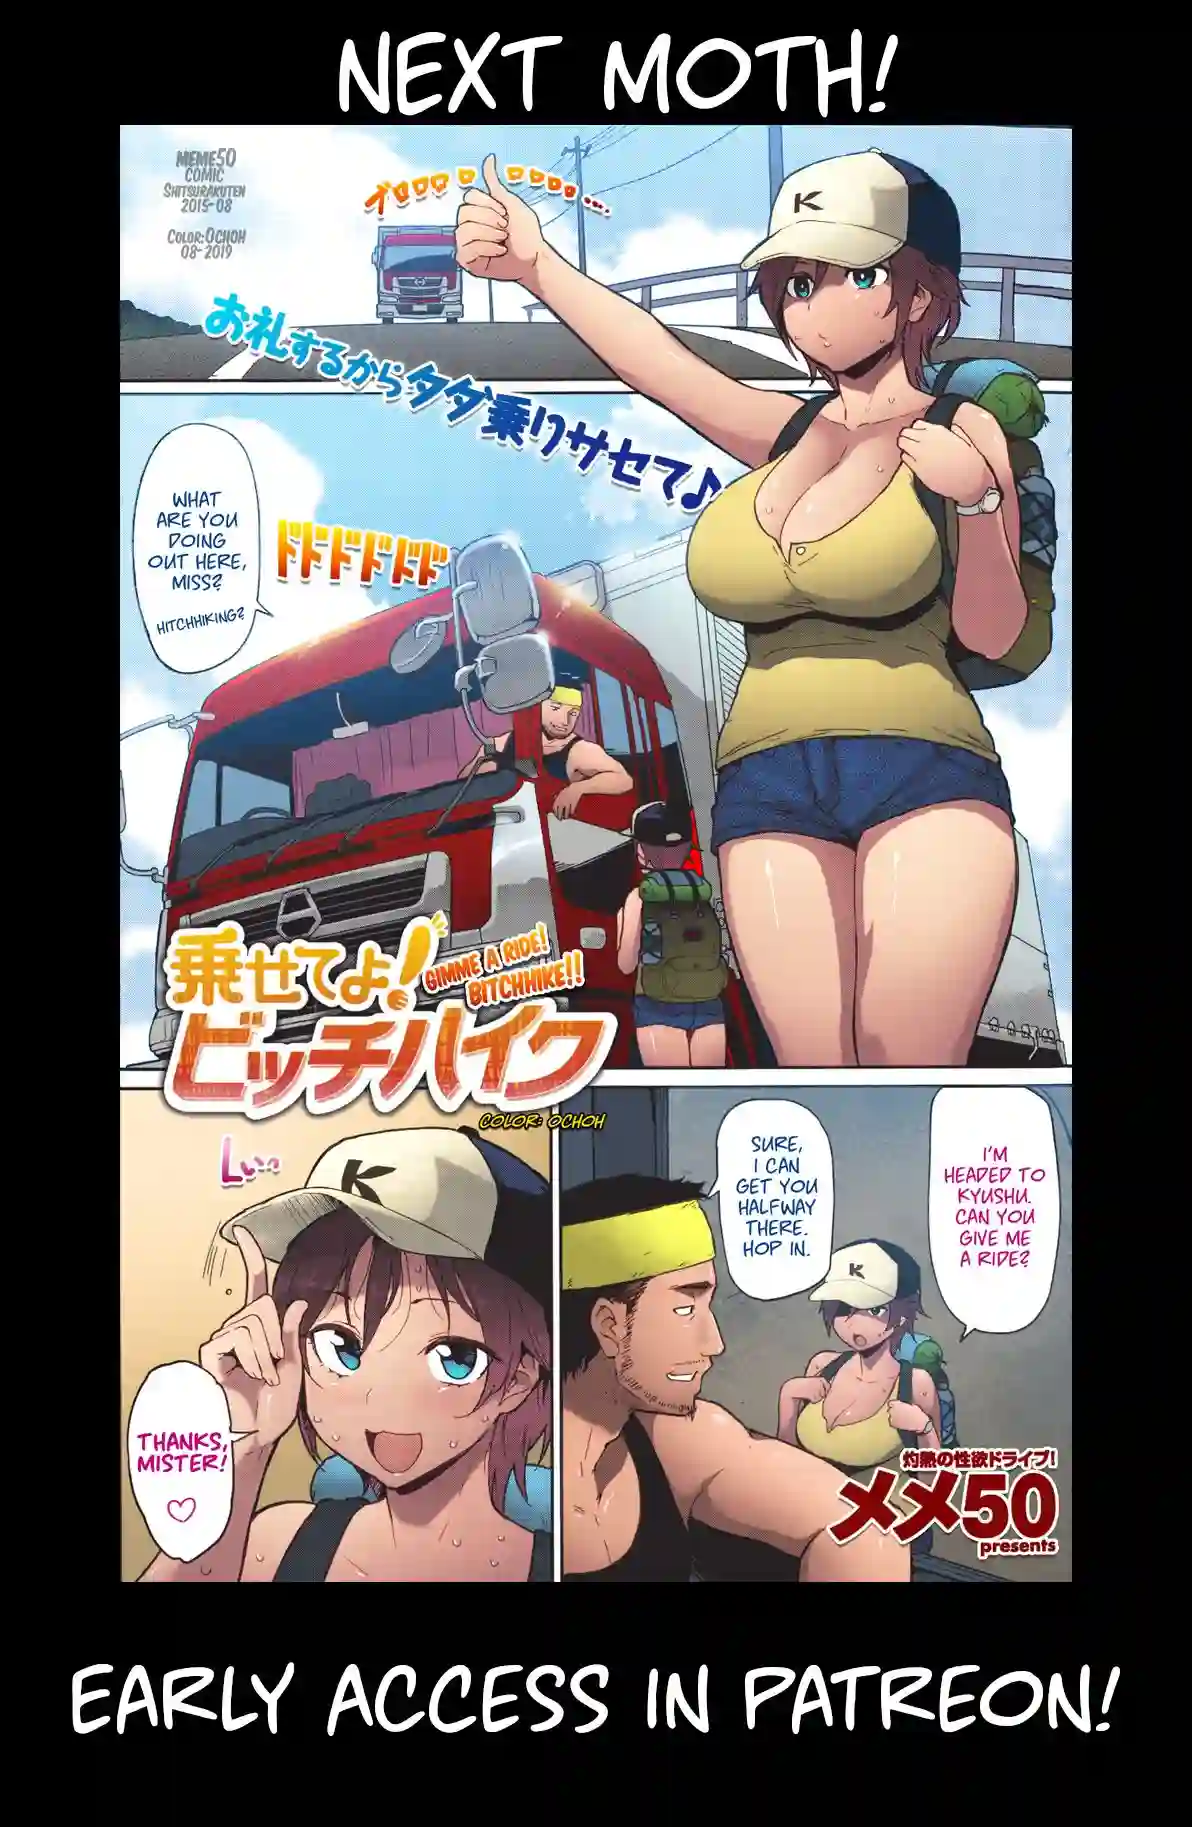 NEXT MOTH!
MEME50
COMIC
SHITSURAKUTEN
2015-08
COLOR:OCHOH
08-2019
お礼するからタダ乗りサセて♪
WHAT
ARE YOU
DOING
OUT HERE,
MISS?
HITCHHIKING?
ドドドドドド
乗せてよ!
GIMME A RIDE!
BITCHHIKE!!
ビッチハイク
COLOR: OCHOH
I'M
HEADED TO
KYUSHU.
CAN YOU
GIVE ME
A RIDE?
SURE,
I CAN
GET YOU
HALFWAY
THERE.
HOP IN.
THANKS,
MISTER!
♡
灼熱の性欲ドライブ!
メメ50
presents
EARLY ACCESS IN PATREON!